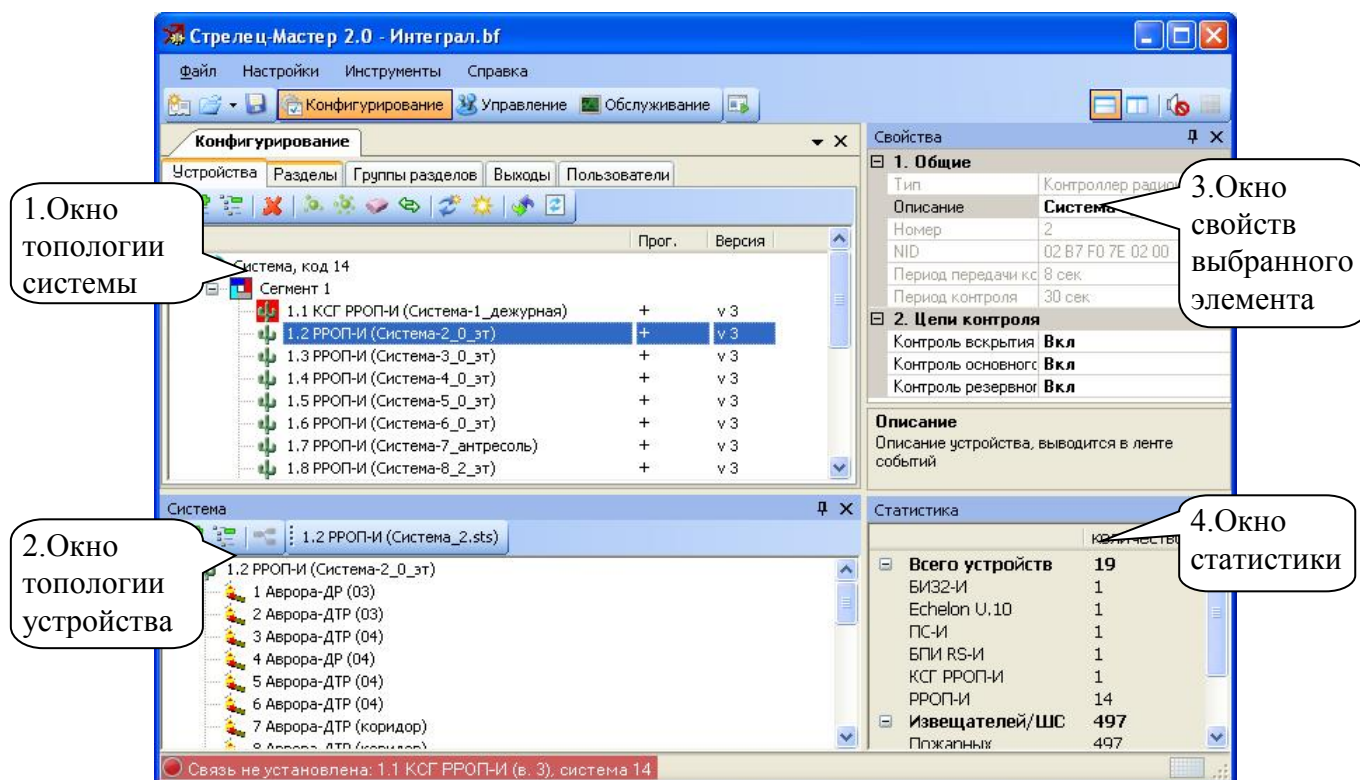 Стрелец-Мастер 2.0 - Интеграл.bf
Файл Настройки Инструменты Справка
Конфигурирование Управление Обслуживание
Конфигурирование
Устройства Разделы Группы разделов Выходы Пользователи
Прог. Версия
Система, код 14
Сегмент 1
1.1 КСГ РРОП-И (Система-1_дежурная) + v 3
1.2 РРОП-И (Система-2_0_эт) + v 3
1.3 РРОП-И (Система-3_0_эт) + v 3
1.4 РРОП-И (Система-4_0_эт) + v 3
1.5 РРОП-И (Система-5_0_эт) + v 3
1.6 РРОП-И (Система-6_0_эт) + v 3
1.7 РРОП-И (Система-7_антресоль) + v 3
1.8 РРОП-И (Система-8_2_эт) + v 3
1.Окно
топологии
системы
Свойства
1. Общие
Тип Контроллер
Описание Система
Номер 2
NID 02 B7 F0 7E 02 00
Период передачи кс 8 сек
Период контроля 30 сек
2. Цепи контроля
Контроль вскрытия Вкл
Контроль основногс Вкл
Контроль резервног Вкл
Описание
Описание устройства, выводится в ленте
событий
3.Окно
свойств
выбранного
элемента
Система
1.2 РРОП-И (Система_2.sts)
1.2 РРОП-И (Система-2_0_эт)
1 Аврора-ДР (03)
2 Аврора-ДТР (03)
3 Аврора-ДТР (04)
4 Аврора-ДР (04)
5 Аврора-ДТР (04)
6 Аврора-ДТР (04)
7 Аврора-ДТР (коридор)
8 Аврора-ДТР (коридор)
2.Окно
топологии
устройства
Статистика
Всего устройств 19
БИ32-И 1
Echelon U.10 1
ПС-И 1
БПИ RS-И 1
КСГ РРОП-И 1
РРОП-И 14
Извещателей/ШС 497
Пожарных 497
4.Окно
статистики
Связь не установлена: 1.1 КСГ РРОП-И (в. 3), система 14